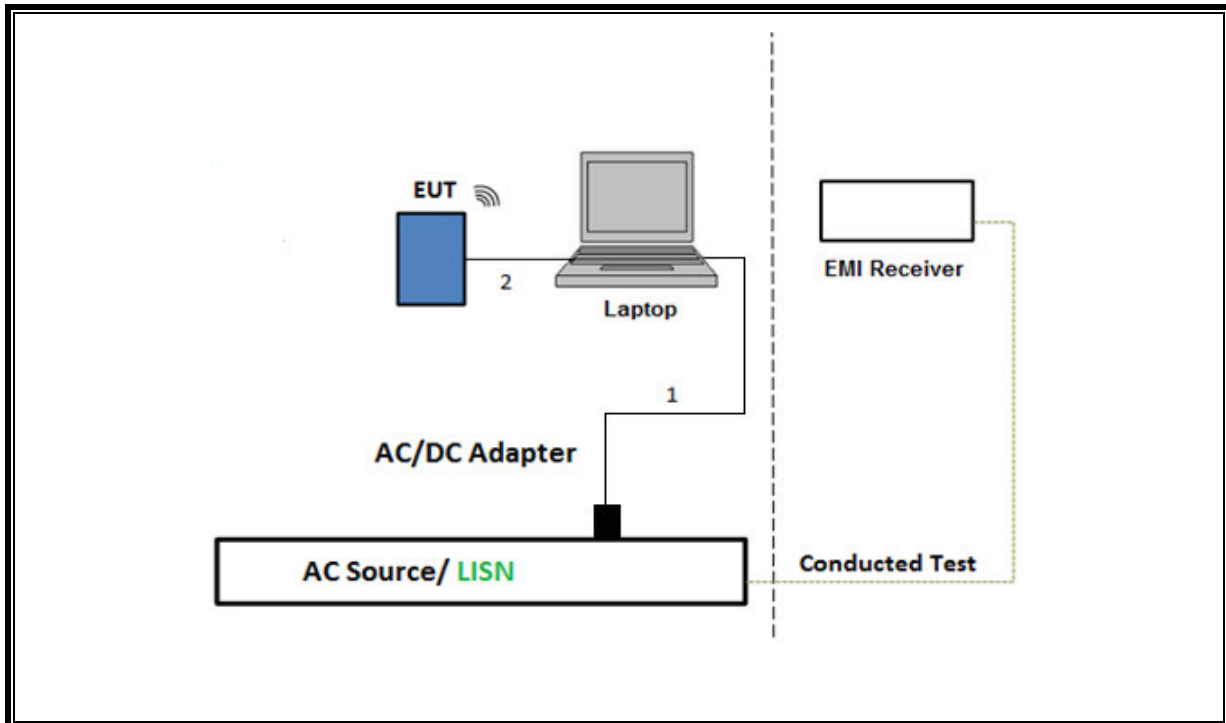 EUT
2
Laptop
EMI Receiver
1
AC/DC Adapter
AC Source/ LISN
Conducted Test